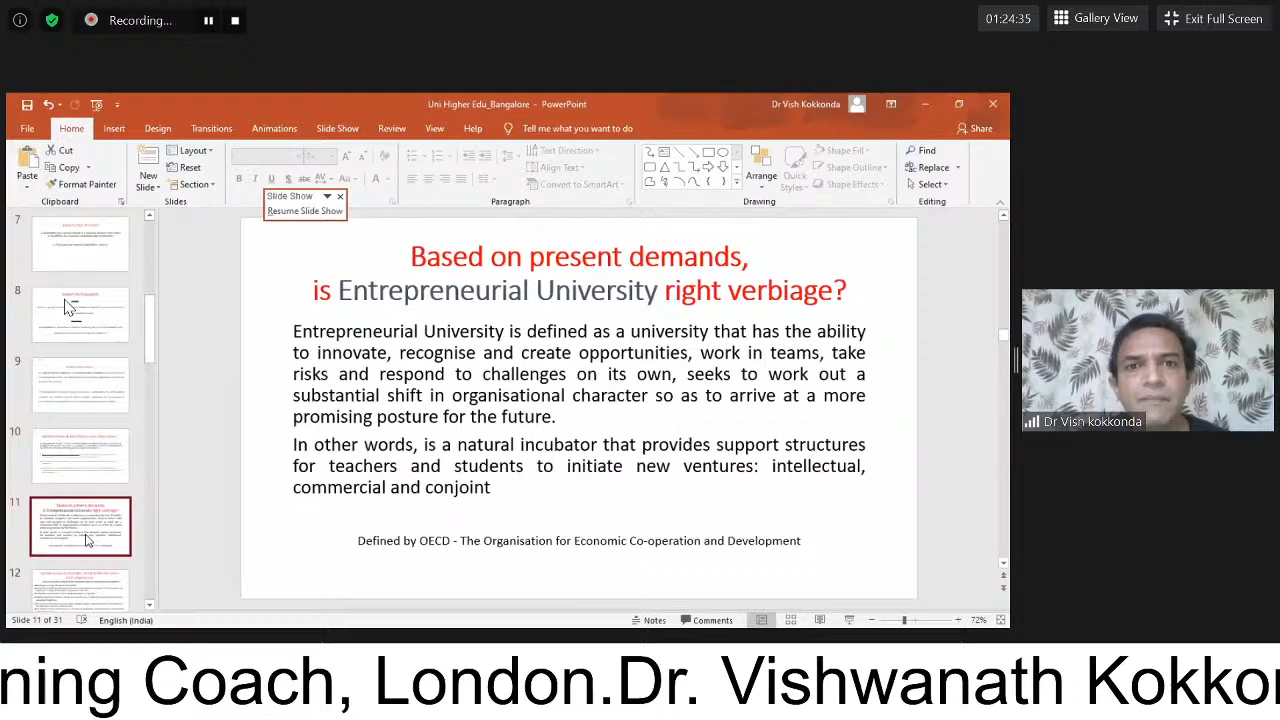 Recording...
01:24:35
Gallery View
Exit Full Screen
Uni Higher Edu_Bangalore - PowerPoint
Dr Vish Kokkonda
File Home Insert Design Transitions Animations Slide Show Review View Help Tell me what you want to do Share
Paste
Cut
Copy
Format Painter
Clipboard
New Slide
Layout
Reset
Section
Slides
Text Direction
Align Text
Convert to SmartArt
Paragraph
Arrange
Quick Styles
Shape Fill
Shape Outline
Shape Effects
Drawing
Find
Replace
Select
Editing
Slide Show
Resume Slide Show
7
8
9
10
11
12
Based on present demands,
is Entrepreneurial University right verbiage?
Entrepreneurial University is defined as a university that has the ability
to innovate, recognise and create opportunities, work in teams, take
risks and respond to challenges on its own, seeks to work out a
substantial shift in organisational character so as to arrive at a more
promising posture for the future.
In other words, is a natural incubator that provides support structures
for teachers and students to initiate new ventures: intellectual,
commercial and conjoint
Defined by OECD - The Organisation for Economic Co-operation and Development
Dr Vish kokkonda
Slide 11 of 31
English (India)
Notes
Comments
72%
ning Coach, London.Dr. Vishwanath Kokko